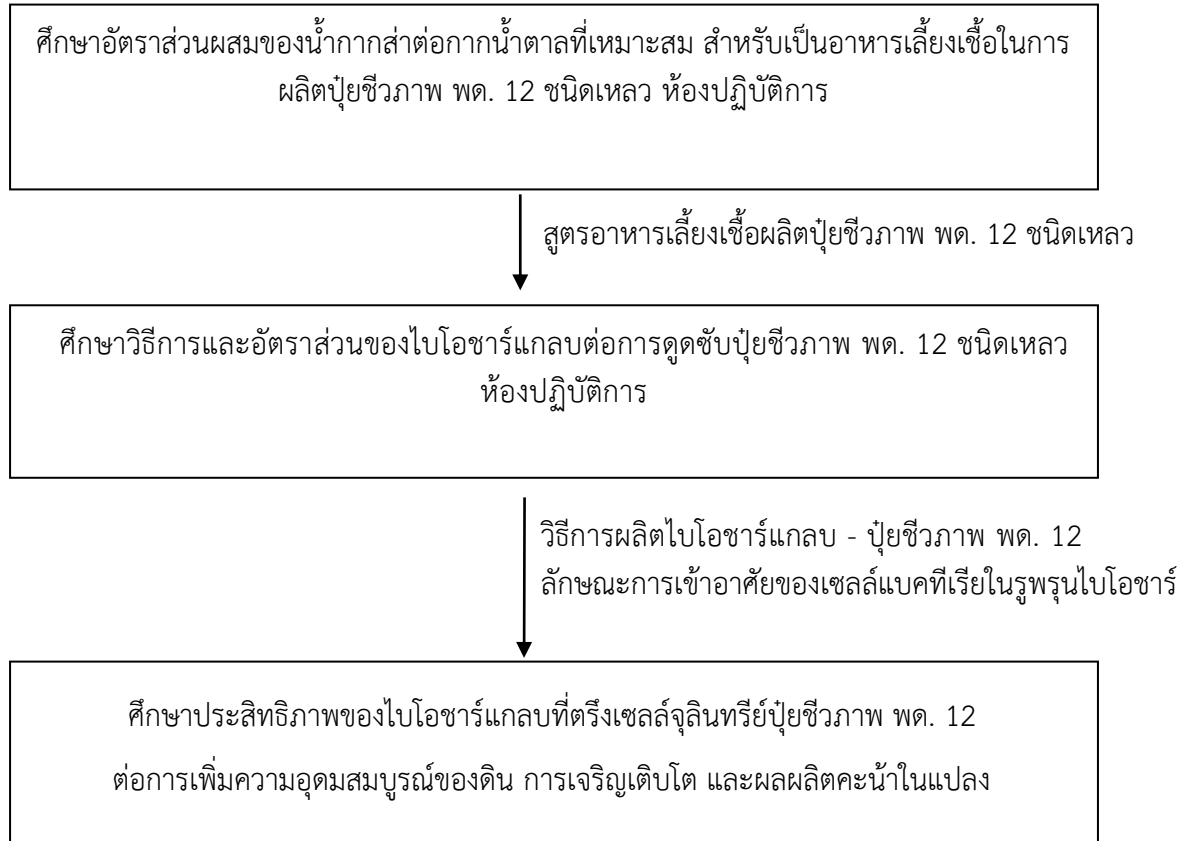 ศึกษาอัตราส่วนผสมของน้ำกากส่าต่อกากน้ำตาลที่เหมาะสม สำหรับเป็นอาหารเลี้ยงเชื้อในการ
ผลิตปุ๋ยชีวภาพ พด. 12 ชนิดเหลว ห้องปฏิบัติการ
สูตรอาหารเลี้ยงเชื้อผลิตปุ๋ยชีวภาพ พด. 12 ชนิดเหลว
ศึกษาวิธีการและอัตราส่วนของไบโอชาร์แกลบต่อการดูดซับปุ๋ยชีวภาพ พด. 12 ชนิดเหลว
ห้องปฏิบัติการ
วิธีการผลิตไบโอชาร์แกลบ - ปุ๋ยชีวภาพ พด. 12
ลักษณะการเข้าอาศัยของเซลล์แบคทีเรียในรูพรุนไบโอชาร์
ศึกษาประสิทธิภาพของไบโอชาร์แกลบที่ตรึงเซลล์จุลินทรีย์ปุ๋ยชีวภาพ พด. 12
ต่อการเพิ่มความอุดมสมบูรณ์ของดิน การเจริญเติบโต และผลผลิตคะน้าในแปลง